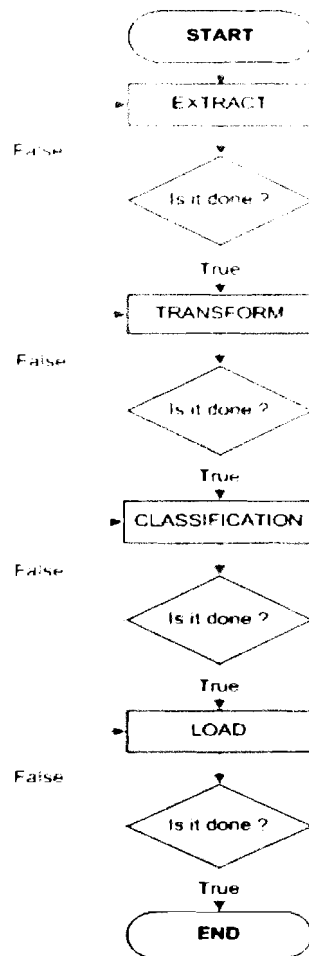 START
EXTRACT
False
Is it done ?
True
TRANSFORM
False
Is it done ?
True
CLASSIFICATION
False
Is it done ?
True
LOAD
False
Is it done ?
True
END